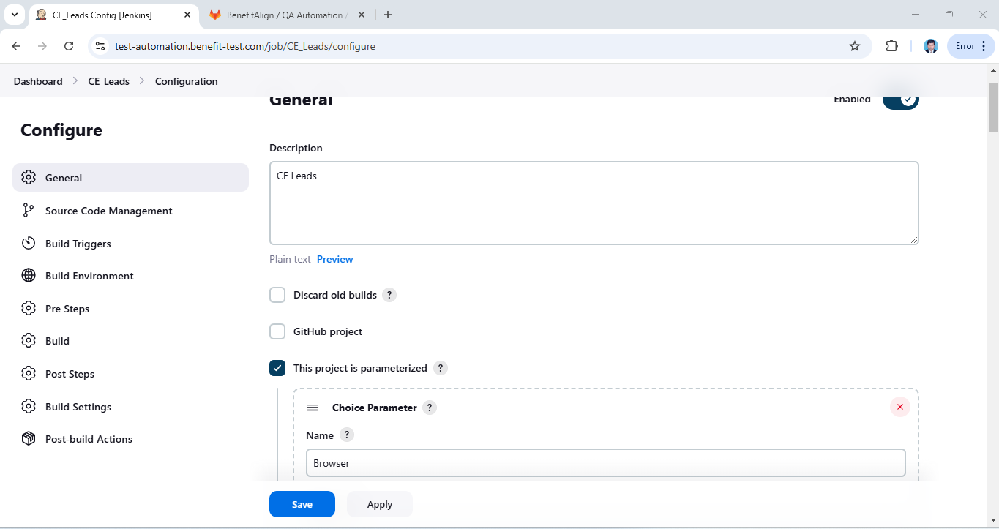 CE_Leads Config [Jenkins]
BenefitAlign / QA Automation /
test-automation.benefit-test.com/job/CE_Leads/configure
Error
Dashboard
CE_Leads
Configuration
General
Enabled
Configure
General
Source Code Management
Build Triggers
Build Environment
Pre Steps
Build
Post Steps
Build Settings
Post-build Actions
Description
CE Leads
Plain text Preview
Discard old builds ?
GitHub project
This project is parameterized ?
Choice Parameter ?
Name ?
Browser
Save
Apply